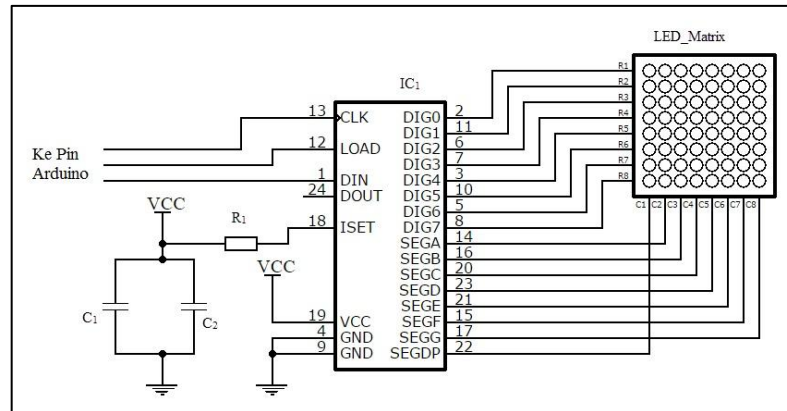 LED_Matrix
IC1
Ke Pin
Arduino
13 CLK
12 LOAD
1 DIN
24 DOUT
18 ISET
19 VCC
4 GND
9 GND
DIG0 2
DIG1 11
DIG2 6
DIG3 7
DIG4 3
DIG5 10
DIG6 5
DIG7 8
SEGA 14
SEGB 16
SEGC 20
SEGD 23
SEGE 21
SEGF 15
SEGG 17
SEGDP 22
R1
R2
R3
R4
R5
R6
R7
R8
C1 C2 C3 C4 C5 C6 C7 C8
VCC
R1
VCC
C1
C2